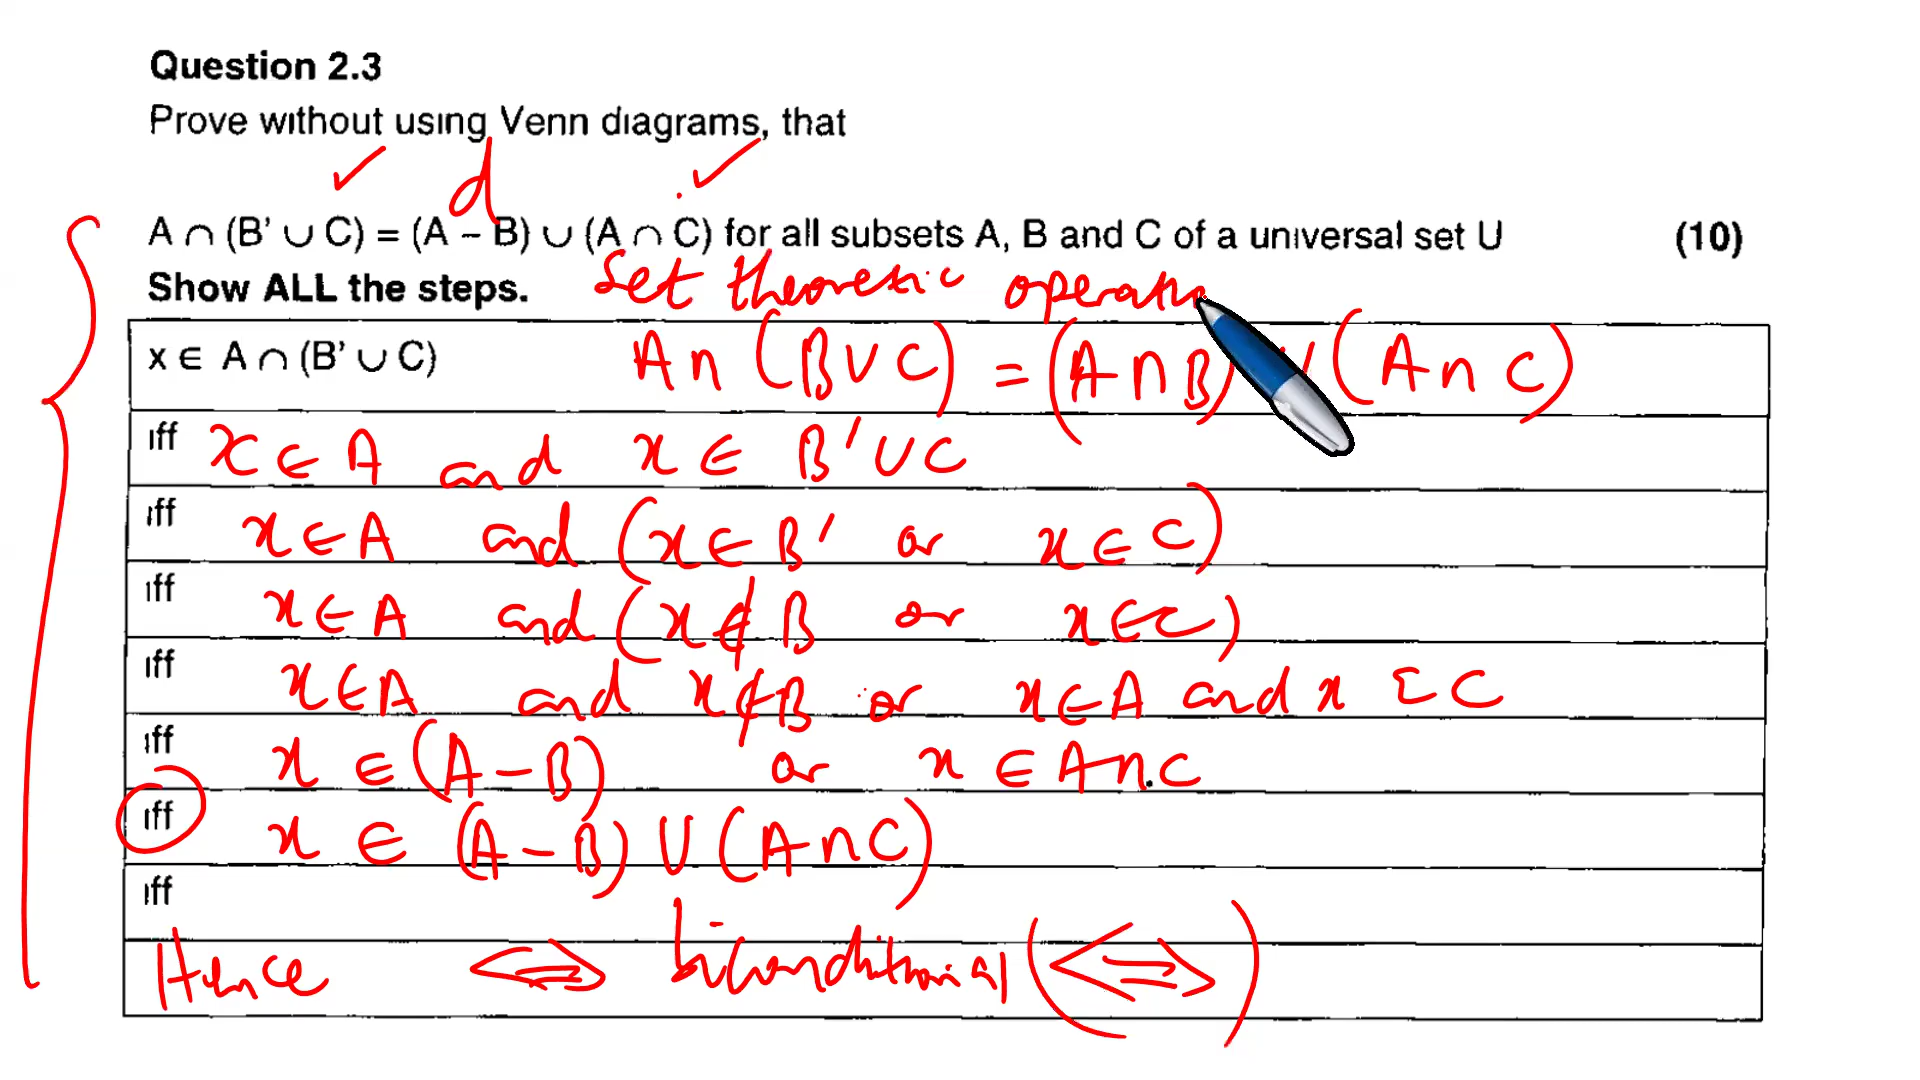 Question 2.3
Prove without using Venn diagrams, that
d
A ∩ (B' ∪ C) = (A – B) ∪ (A ∩ C) for all subsets A, B and C of a universal set U (10)
Show ALL the steps. Set theoretic operatn
x ∈ A ∩ (B' ∪ C) A∩(B∪C) = (A∩B) ∪ (A∩C)
iff x∈A and x∈ B'∪C
iff x∈A and (x∈B' or x∈C)
iff x∈A and (x∉B or x∈C)
iff x∈A and x∉B or x∈A and x∈C
iff x∈(A–B) or x∈A∩C
iff x∈ (A–B)∪(A∩C)
iff
Hence ⇔ biconditional (⇔)